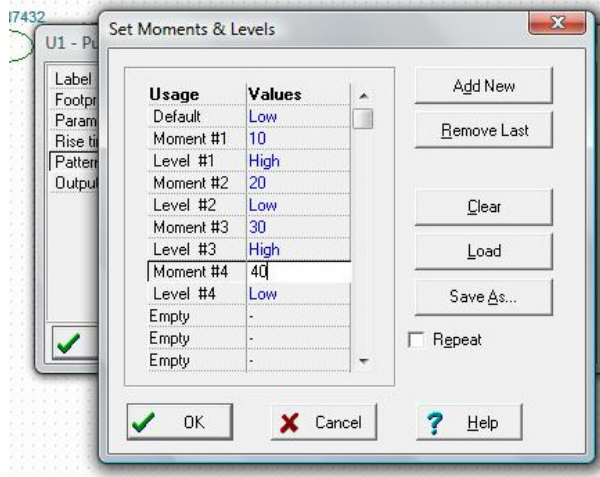 7432
U1 - Pu
Label
Footpr
Param
Rise ti
Pattern
Output
Set Moments & Levels
Usage Values
Default Low
Moment #1 10
Level #1 High
Moment #2 20
Level #2 Low
Moment #3 30
Level #3 High
Moment #4 40
Level #4 Low
Empty -
Empty -
Empty -
Add New
Remove Last
Clear
Load
Save As...
Repeat
OK Cancel Help